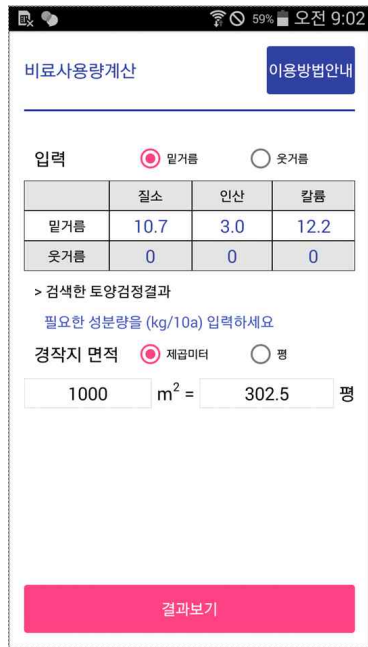 59% 오전 9:02
비료사용량계산 이용방법안내
입력 밑거름 웃거름
질소 인산 칼륨
밑거름 10.7 3.0 12.2
웃거름 0 0 0
> 검색한 토양검정결과
필요한 성분량을 (kg/10a) 입력하세요
경작지 면적 제곱미터 평
1000 m² = 302.5 평
결과보기